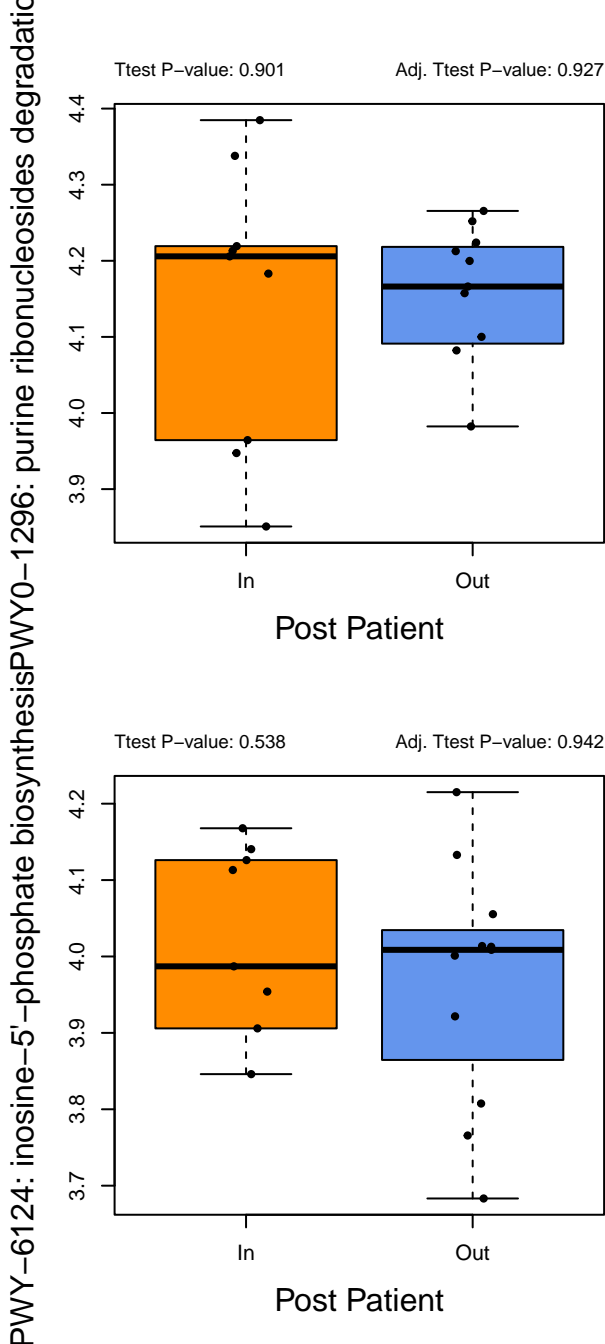 Ttest P−value: 0.901 Adj. Ttest P−value: 0.927
PWY0−1296: purine ribonucleosides degradatio
4.4
4.3
4.2
4.1
4.0
3.9
In Out
Post Patient
Ttest P−value: 0.538 Adj. Ttest P−value: 0.942
PWY−6124: inosine−5'−phosphate biosynthesis
4.2
4.1
4.0
3.9
3.8
3.7
In Out
Post Patient